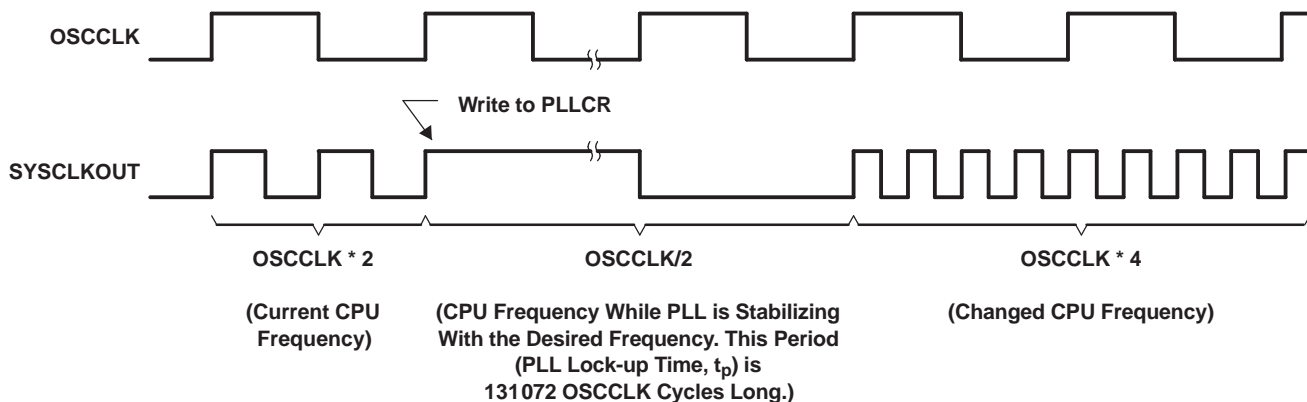 OSCCLK
Write to PLLCR
SYSCLKOUT
OSCCLK * 2
OSCCLK/2
OSCCLK * 4
(Current CPU
Frequency)
(CPU Frequency While PLL is Stabilizing
With the Desired Frequency. This Period
(PLL Lock-up Time, tp) is
131072 OSCCLK Cycles Long.)
(Changed CPU Frequency)